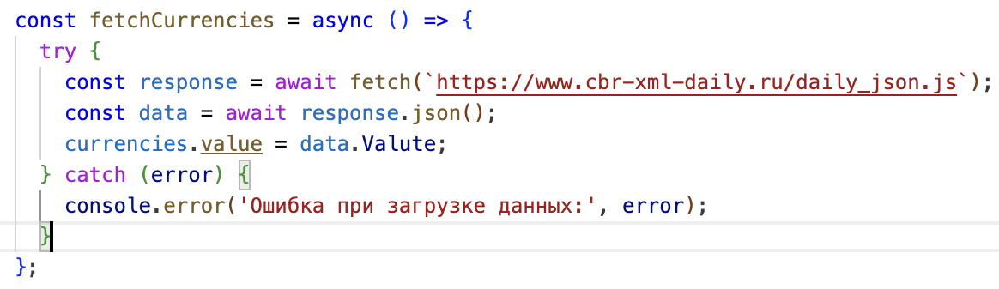 const fetchCurrencies = async () => {
  try {
    const response = await fetch(`https://www.cbr-xml-daily.ru/daily_json.js`);
    const data = await response.json();
    currencies.value = data.Valute;
  } catch (error) {
    console.error('Ошибка при загрузке данных:', error);
  }
};